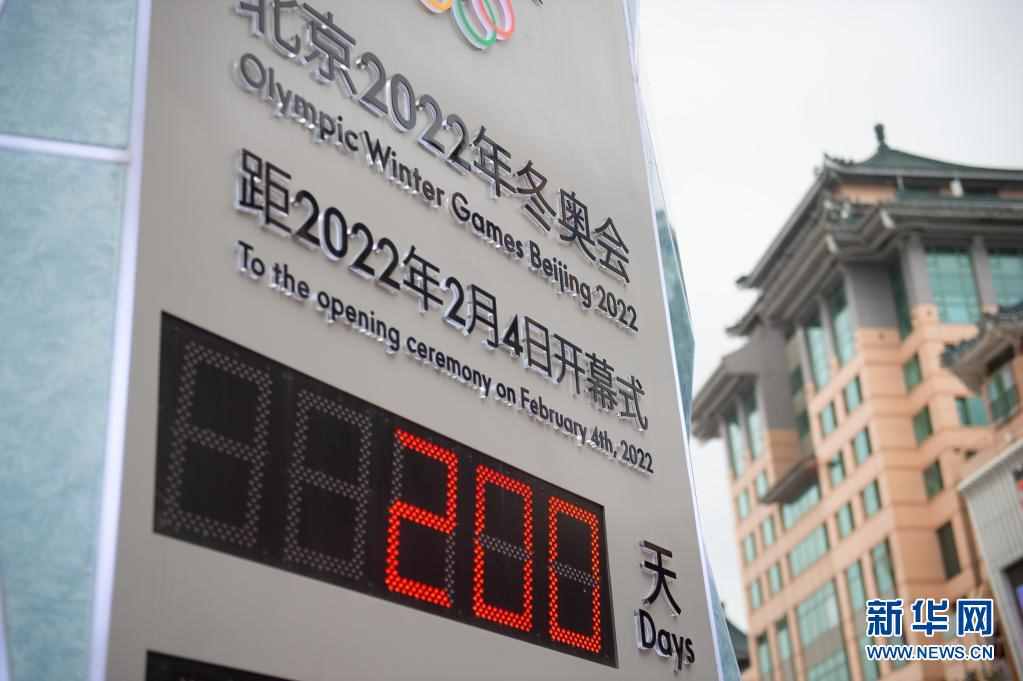 北京2022年冬奥会
Olympic Winter Games Beijing 2022
距2022年2月4日开幕式
To the opening ceremony on February 4th, 2022
200
天
Days
新华网
WWW.NEWS.CN